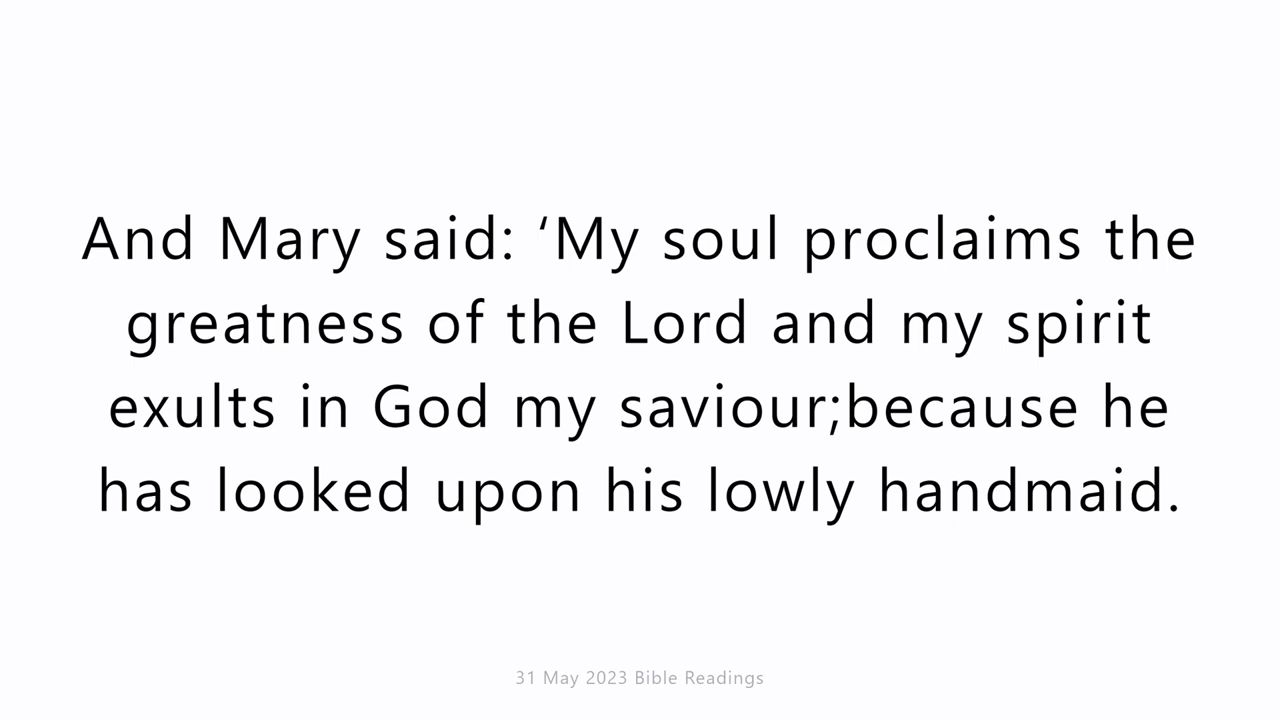 And Mary said: ‘My soul proclaims the
greatness of the Lord and my spirit
exults in God my saviour;because he
has looked upon his lowly handmaid.
31 May 2023 Bible Readings